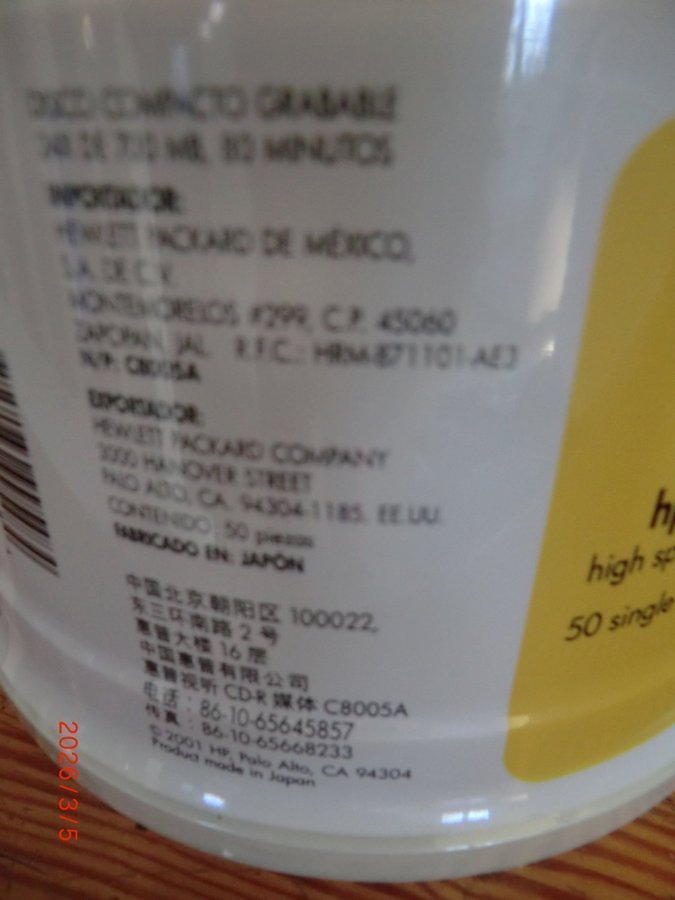 DISCO COMPACTO GRABABLE
DE 700 MB, 80 MINUTOS
IMPORTADOR:
HEWLETT PACKARD DE MÉXICO,
S.A. DE C.V.
MONTEMORELOS #299, C.P. 45060
ZAPOPAN, JAL. R.F.C.: HRM-871101-AE3
N/P: C8005A
EXPORTADOR:
HEWLETT PACKARD COMPANY
3000 HANOVER STREET
PALO ALTO, CA. 94304-1185. EE.UU.
CONTENIDO: 50 piezas
FABRICADO EN: JAPÓN
中国北京朝阳区 100022,
东三环南路 2 号
惠普大楼 16 层
中国惠普有限公司
惠普视听 CD-R 媒体 C8005A
电话：86-10-65645857
传真：86-10-65668233
©2001 HP, Palo Alto, CA 94304
Product made in Japan
hp
high sp
50 single
2026/3/5